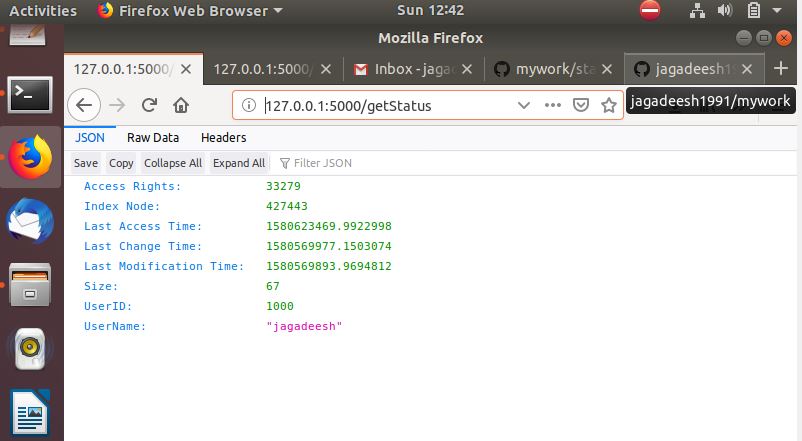 Activities Firefox Web Browser Sun 12:42
Mozilla Firefox
127.0.0.1:5000/ 127.0.0.1:5000/ Inbox - jaga mywork/sta jagadeesh19
127.0.0.1:5000/getStatus
jagadeesh1991/mywork
JSON Raw Data Headers
Save Copy Collapse All Expand All Filter JSON
Access Rights: 33279
Index Node: 427443
Last Access Time: 1580623469.9922998
Last Change Time: 1580569977.1503074
Last Modification Time: 1580569893.9694812
Size: 67
UserID: 1000
UserName: "jagadeesh"